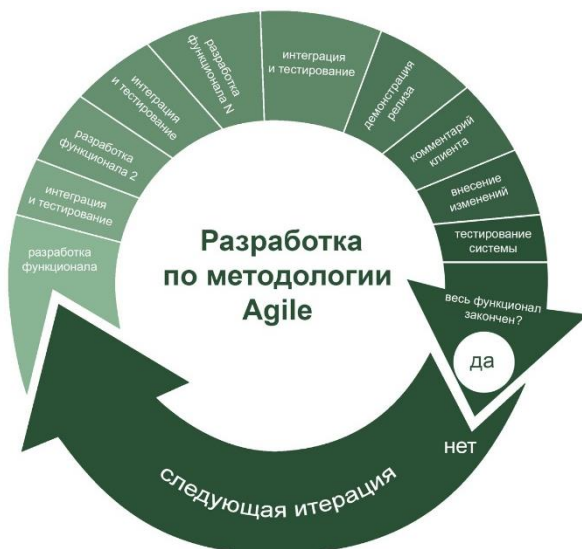 Разработка
по методологии
Agile
разработка
функционала
интеграция
и тестирование
разработка
функционала 2
интеграция
и тестирование
разработка
функционала N
интеграция
и тестирование
демонстрация
релиза
комментарий
клиента
внесение
изменений
тестирование
системы
весь функционал
закончен?
да
нет
следующая итерация